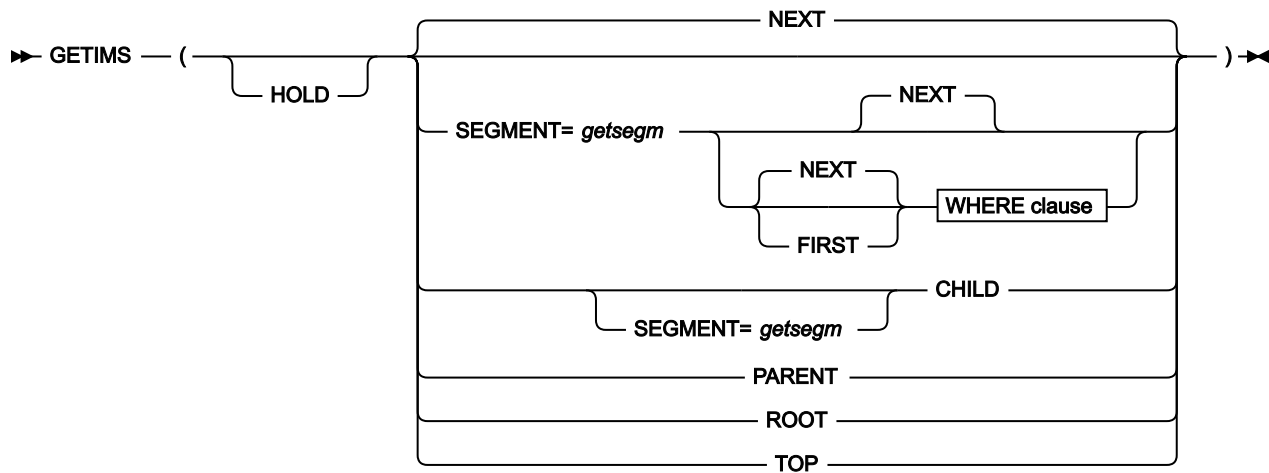 NEXT
GETIMS ( )
HOLD
NEXT
SEGMENT= getsegm
NEXT
WHERE clause
FIRST
CHILD
SEGMENT= getsegm
PARENT
ROOT
TOP